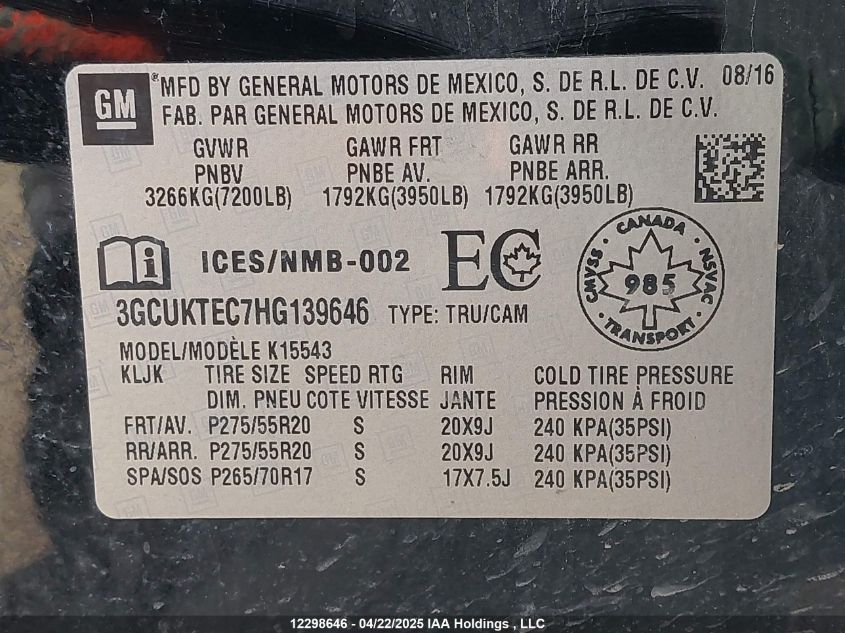 GM
®MFD BY GENERAL MOTORS DE MEXICO, S. DE R.L. DE C.V. 08/16
FAB. PAR GENERAL MOTORS DE MEXICO, S. DE R.L. DE C.V.
GVWR GAWR FRT GAWR RR
PNBV PNBE AV. PNBE ARR.
3266KG(7200LB) 1792KG(3950LB) 1792KG(3950LB)
i ICES/NMB-002 EC
CANADA
CMVSS 985 NSVAC
TRANSPORT
3GCUKTEC7HG139646 TYPE: TRU/CAM
MODEL/MODÈLE K15543
KLJK TIRE SIZE SPEED RTG RIM COLD TIRE PRESSURE
DIM. PNEU COTE VITESSE JANTE PRESSION À FROID
FRT/AV. P275/55R20 S 20X9J 240 KPA(35PSI)
RR/ARR. P275/55R20 S 20X9J 240 KPA(35PSI)
SPA/SOS P265/70R17 S 17X7.5J 240 KPA(35PSI)
12298646 - 04/22/2025 IAA Holdings , LLC